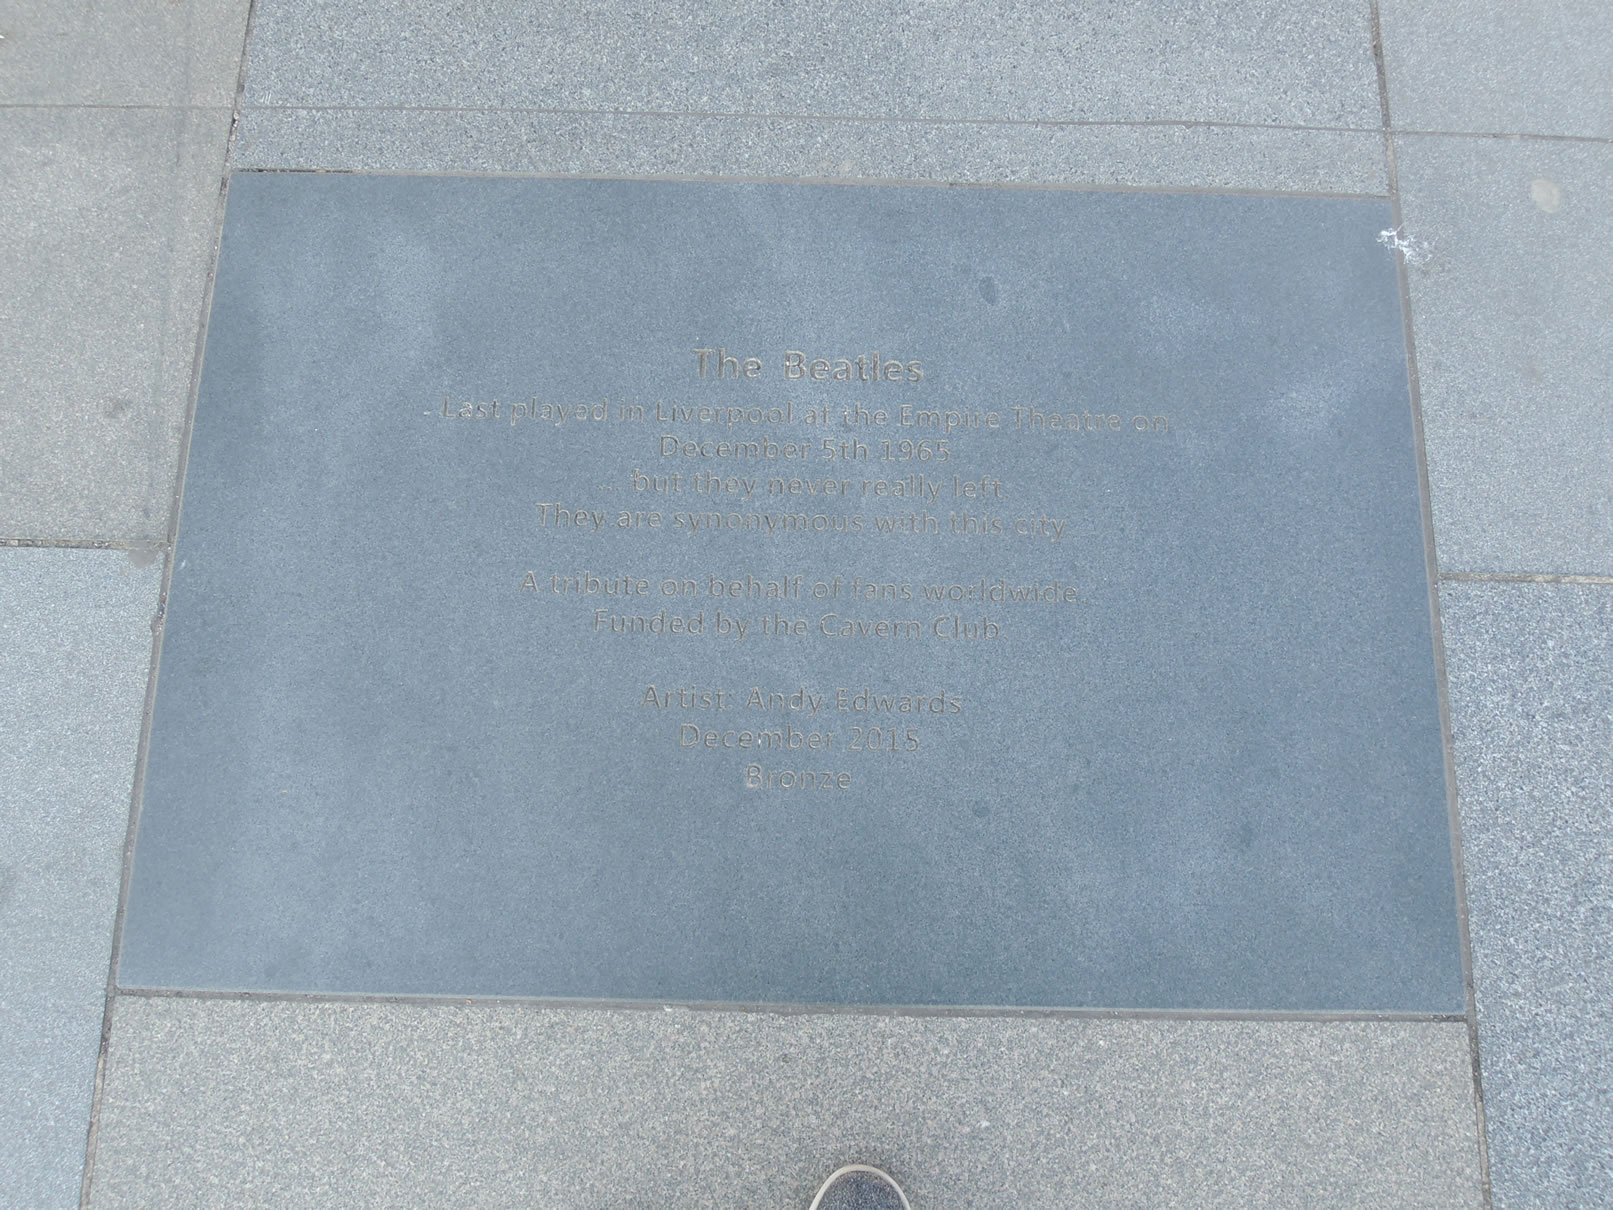 The Beatles
Last played in Liverpool at the Empire Theatre on
December 5th 1965
... but they never really left.
They are synonymous with this city
A tribute on behalf of fans worldwide.
Funded by the Cavern Club
Artist: Andy Edwards
December 2015
Bronze